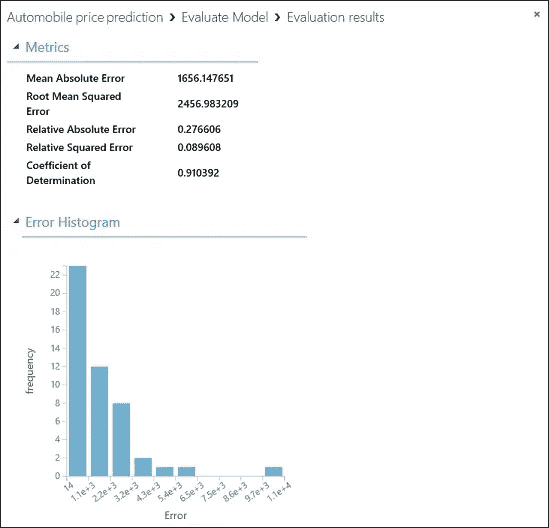 Automobile price prediction > Evaluate Model > Evaluation results ×
Metrics
Mean Absolute Error 1656.147651
Root Mean Squared
Error 2456.983209
Relative Absolute Error 0.276606
Relative Squared Error 0.089608
Coefficient of
Determination 0.910392
Error Histogram
22
20
18
16
14
12
10
8
6
4
2
0
frequency
14 1.1e+3 2.2e+3 3.2e+3 4.3e+3 5.4e+3 6.5e+3 7.5e+3 8.6e+3 9.7e+3 1.1e+4
Error